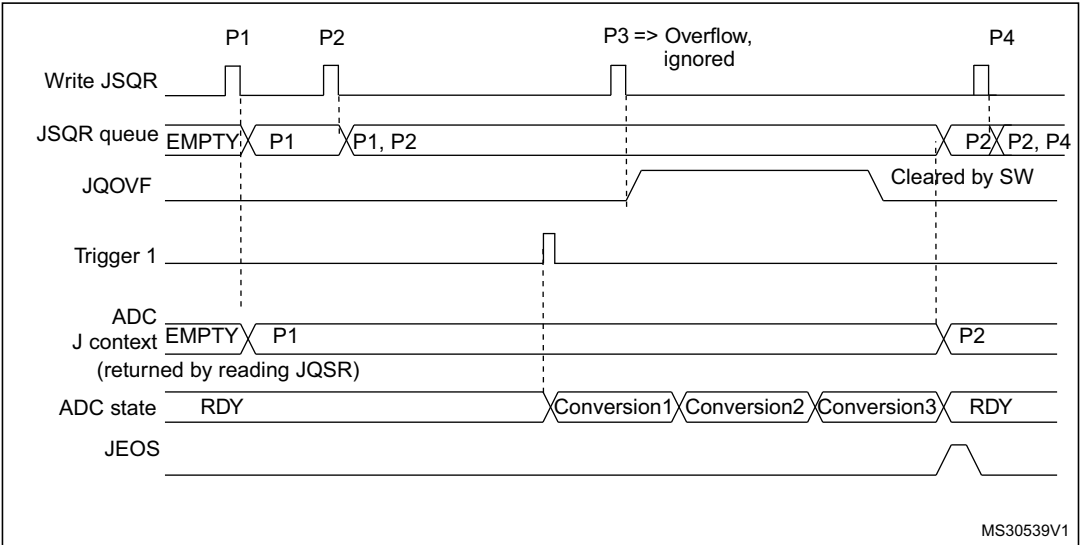 P1 P2 P3 => Overflow, P4
ignored
Write JSQR
JSQR queue EMPTY P1 P1, P2 P2 P2, P4
JQOVF Cleared by SW
Trigger 1
ADC
J context EMPTY P1 P2
(returned by reading JQSR)
ADC state RDY Conversion1 Conversion2 Conversion3 RDY
JEOS
MS30539V1